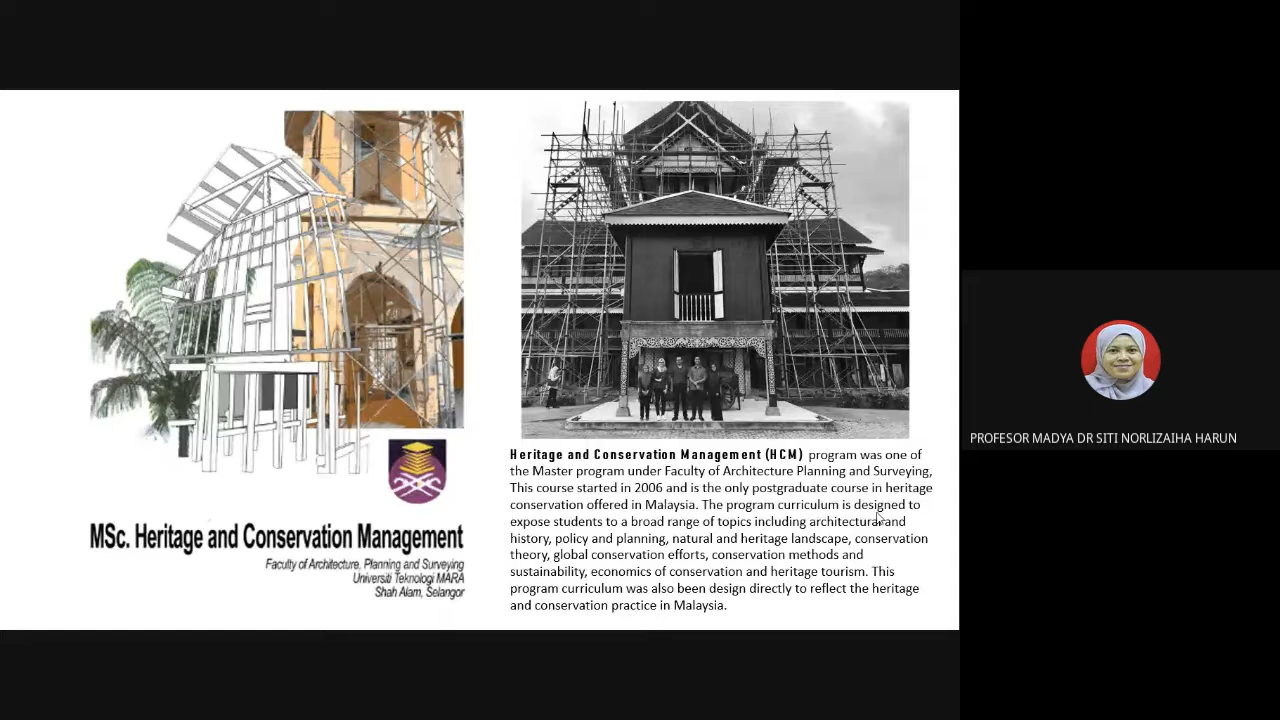 MSc. Heritage and Conservation Management
Faculty of Architecture, Planning and Surveying
Universiti Teknologi MARA
Shah Alam, Selangor
Heritage and Conservation Management (HCM) program was one of
the Master program under Faculty of Architecture Planning and Surveying,
This course started in 2006 and is the only postgraduate course in heritage
conservation offered in Malaysia. The program curriculum is designed to
expose students to a broad range of topics including architectural and
history, policy and planning, natural and heritage landscape, conservation
theory, global conservation efforts, conservation methods and
sustainability, economics of conservation and heritage tourism. This
program curriculum was also been design directly to reflect the heritage
and conservation practice in Malaysia.
PROFESOR MADYA DR SITI NORLIZAIHA HARUN